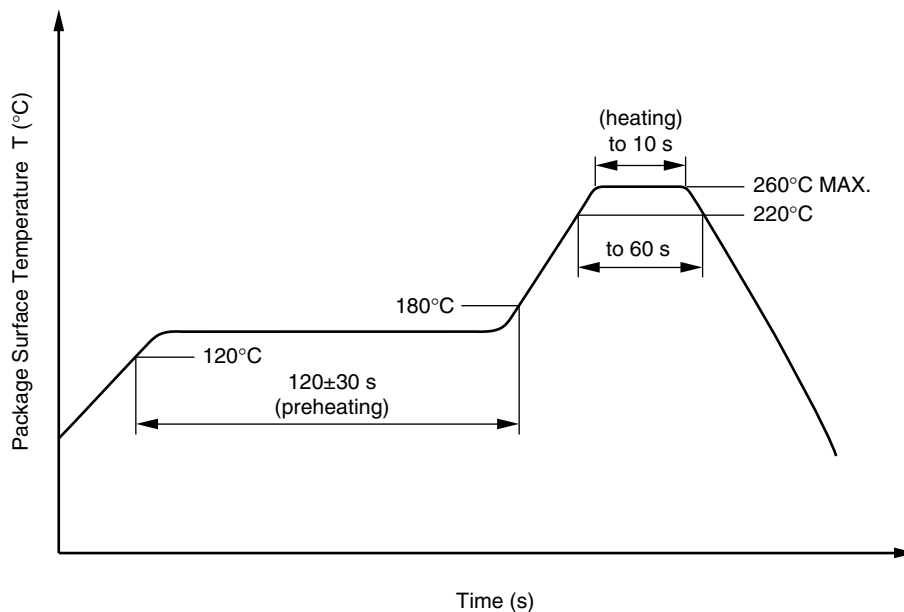 Package Surface Temperature T (°C)
(heating)
to 10 s
260°C MAX.
220°C
to 60 s
180°C
120°C
120±30 s
(preheating)
Time (s)